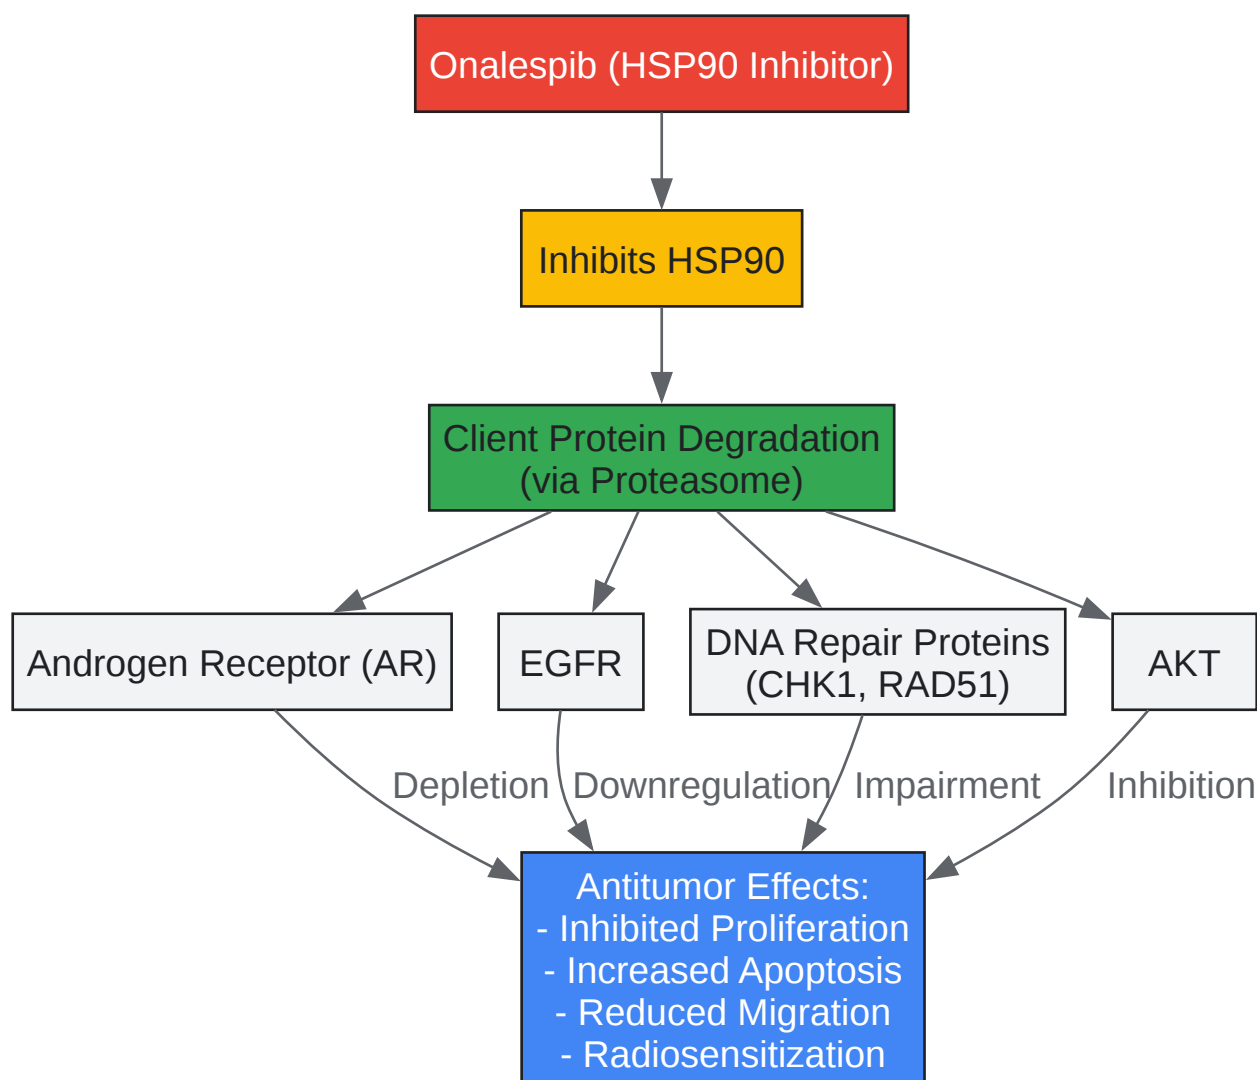 Onalespib (HSP90 Inhibitor)
Inhibits HSP90
Client Protein Degradation
(via Proteasome)
Androgen Receptor (AR)
EGFR
DNA Repair Proteins
(CHK1, RAD51)
AKT
Depletion
Downregulation
Impairment
Inhibition
Antitumor Effects:
- Inhibited Proliferation
- Increased Apoptosis
- Reduced Migration
- Radiosensitization